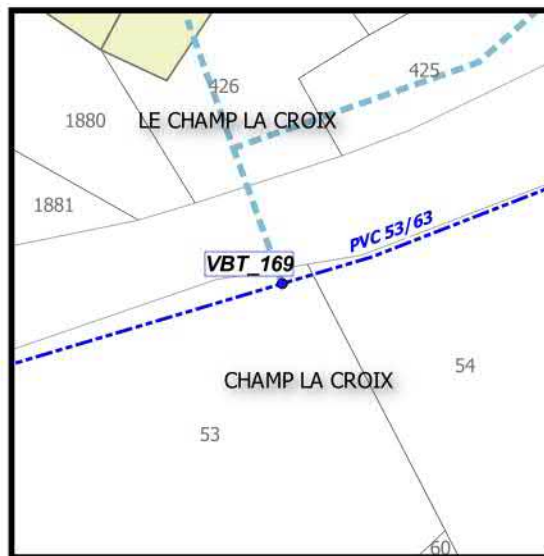 426
425
1880
LE CHAMP LA CROIX
1881
PVC 53/63
VBT_169
54
CHAMP LA CROIX
53
60